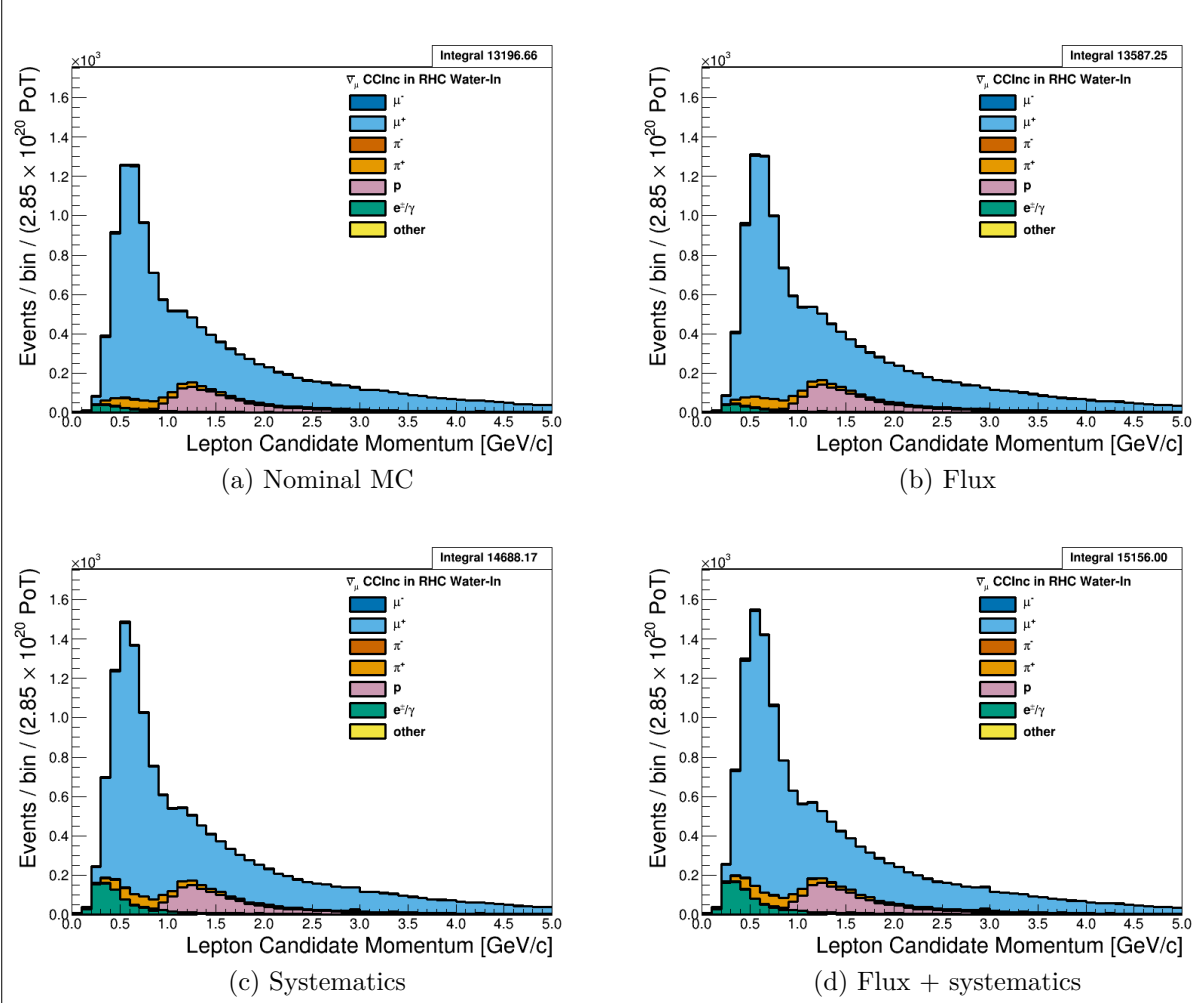 Integral 13196.66
×10³
ν̅μ CCInc in RHC Water-In
μ⁻
μ⁺
π⁻
π⁺
p
e±/γ
other
Events / bin / (2.85 × 10²⁰ PoT)
1.6
1.4
1.2
1.0
0.8
0.6
0.4
0.2
0.0
0.0 0.5 1.0 1.5 2.0 2.5 3.0 3.5 4.0 4.5 5.0
Lepton Candidate Momentum [GeV/c]
(a) Nominal MC
Integral 13587.25
×10³
ν̅μ CCInc in RHC Water-In
μ⁻
μ⁺
π⁻
π⁺
p
e±/γ
other
Events / bin / (2.85 × 10²⁰ PoT)
1.6
1.4
1.2
1.0
0.8
0.6
0.4
0.2
0.0
0.0 0.5 1.0 1.5 2.0 2.5 3.0 3.5 4.0 4.5 5.0
Lepton Candidate Momentum [GeV/c]
(b) Flux
Integral 14688.17
×10³
ν̅μ CCInc in RHC Water-In
μ⁻
μ⁺
π⁻
π⁺
p
e±/γ
other
Events / bin / (2.85 × 10²⁰ PoT)
1.6
1.4
1.2
1.0
0.8
0.6
0.4
0.2
0.0
0.0 0.5 1.0 1.5 2.0 2.5 3.0 3.5 4.0 4.5 5.0
Lepton Candidate Momentum [GeV/c]
(c) Systematics
Integral 15156.00
×10³
ν̅μ CCInc in RHC Water-In
μ⁻
μ⁺
π⁻
π⁺
p
e±/γ
other
Events / bin / (2.85 × 10²⁰ PoT)
1.6
1.4
1.2
1.0
0.8
0.6
0.4
0.2
0.0
0.0 0.5 1.0 1.5 2.0 2.5 3.0 3.5 4.0 4.5 5.0
Lepton Candidate Momentum [GeV/c]
(d) Flux + systematics